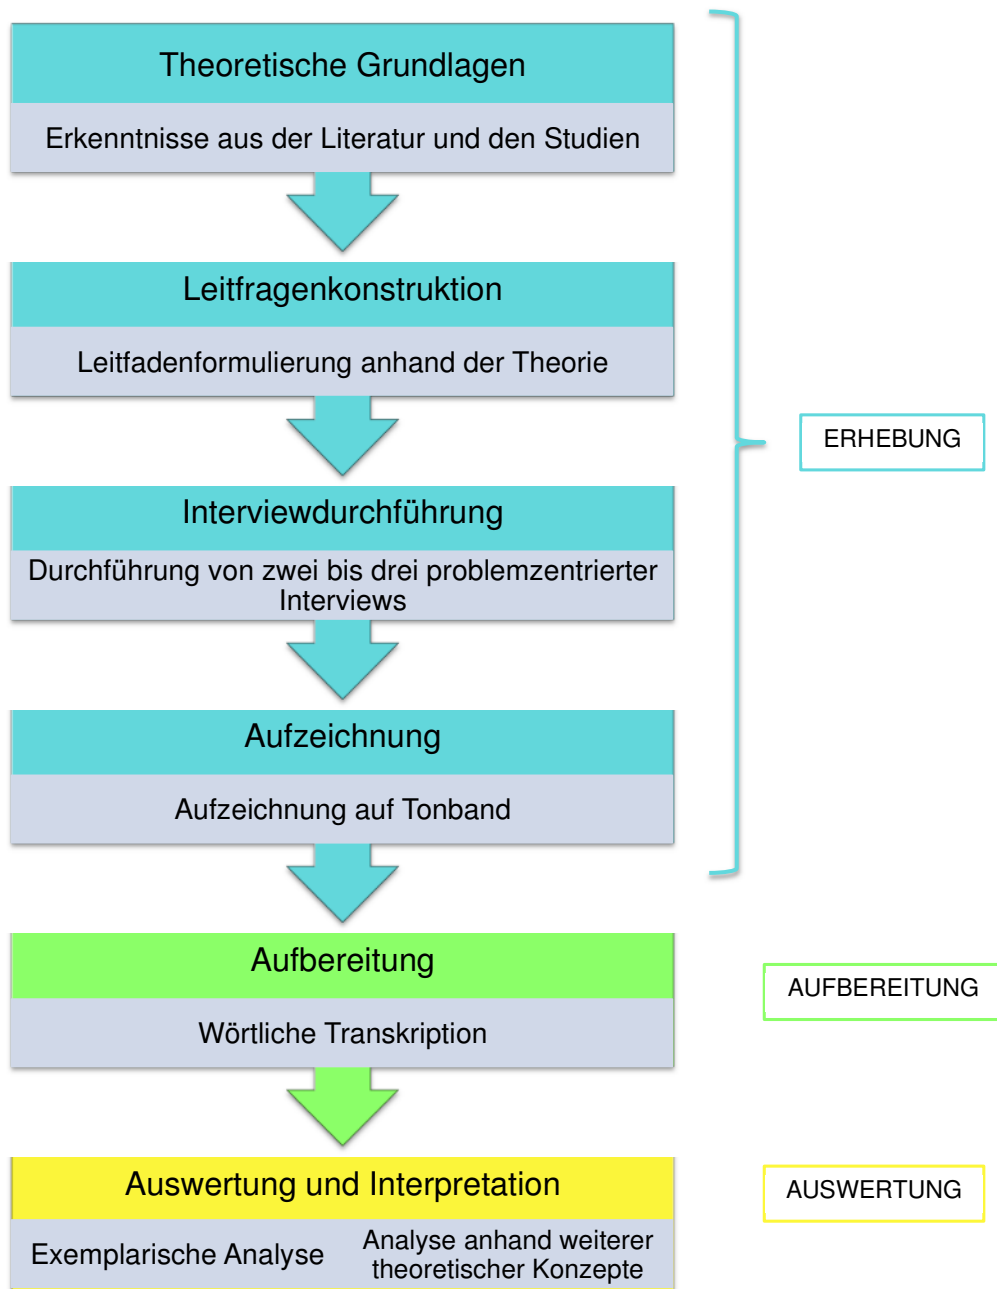 Theoretische Grundlagen
Erkenntnisse aus der Literatur und den Studien
Leitfragenkonstruktion
Leitfadenformulierung anhand der Theorie
ERHEBUNG
Interviewdurchführung
Durchführung von zwei bis drei problemzentrierter
Interviews
Aufzeichnung
Aufzeichnung auf Tonband
Aufbereitung
AUFBEREITUNG
Wörtliche Transkription
Auswertung und Interpretation
AUSWERTUNG
Exemplarische Analyse
Analyse anhand weiterer
theoretischer Konzepte